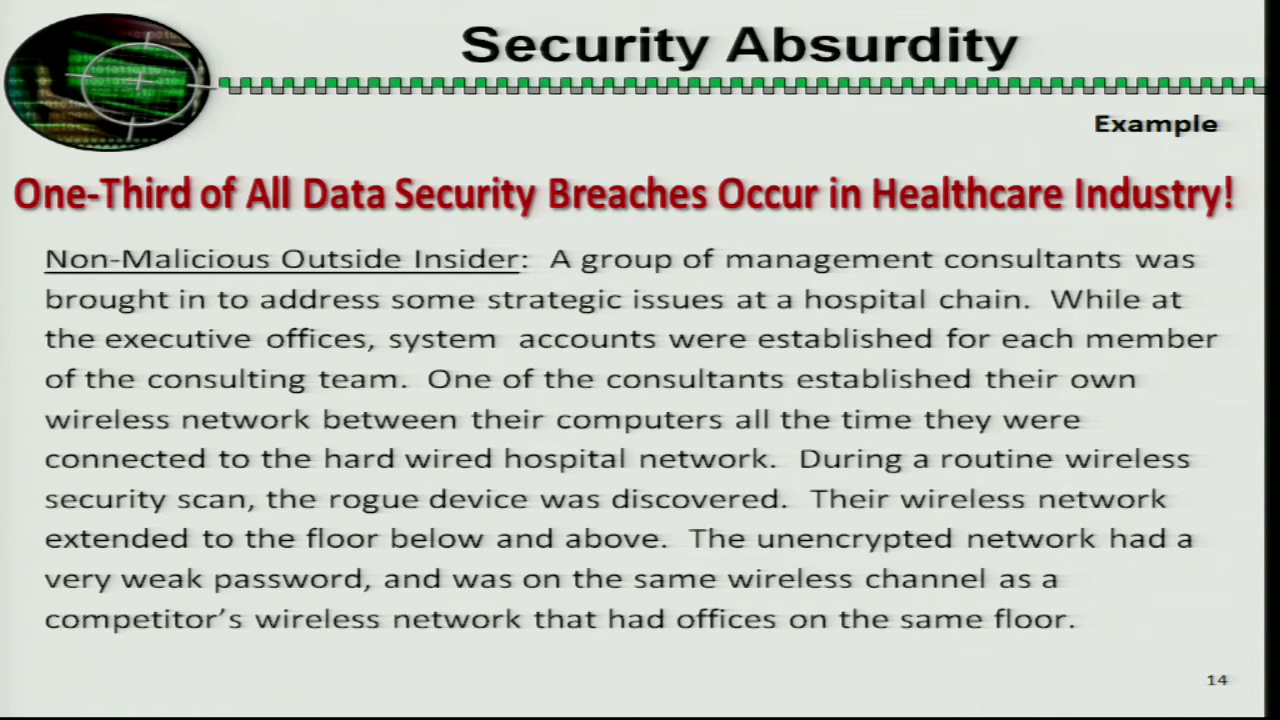 Security Absurdity
Example
One-Third of All Data Security Breaches Occur in Healthcare Industry!
Non-Malicious Outside Insider: A group of management consultants was
brought in to address some strategic issues at a hospital chain. While at
the executive offices, system accounts were established for each member
of the consulting team. One of the consultants established their own
wireless network between their computers all the time they were
connected to the hard wired hospital network. During a routine wireless
security scan, the rogue device was discovered. Their wireless network
extended to the floor below and above. The unencrypted network had a
very weak password, and was on the same wireless channel as a
competitor's wireless network that had offices on the same floor.
14